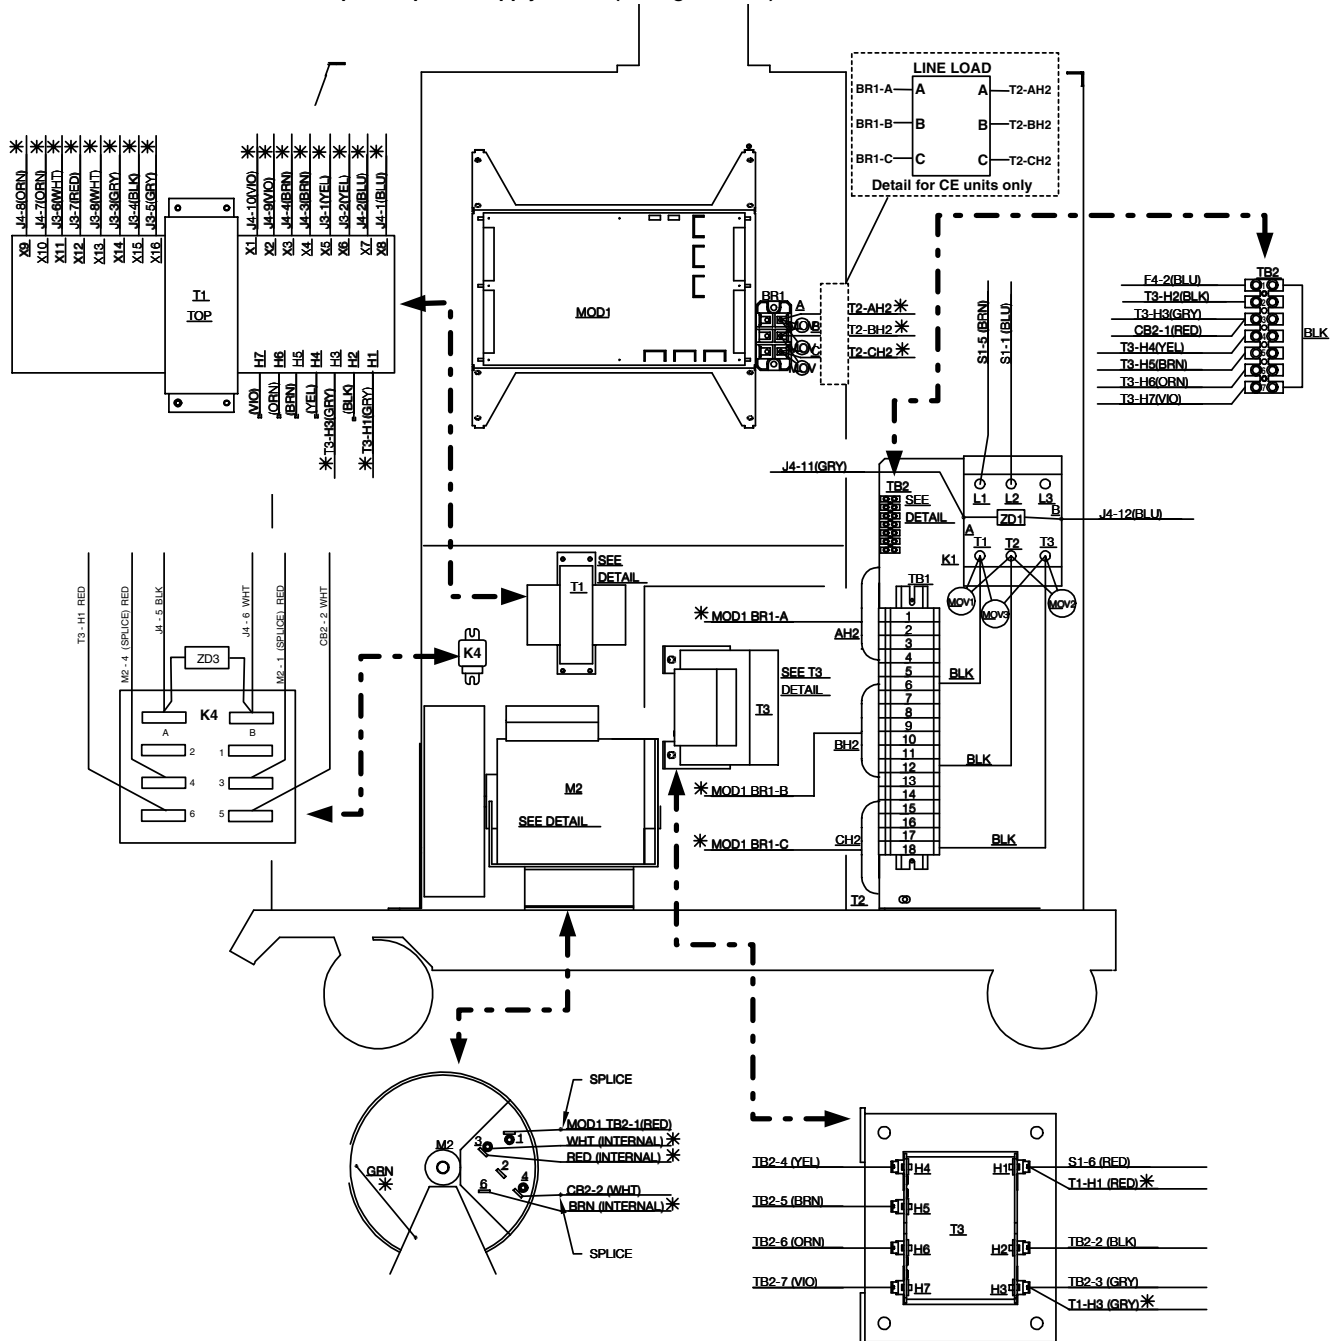 LINE LOAD
BR1-A A A T2-AH2
BR1-B B B T2-BH2
BR1-C C C T2-CH2
Detail for CE units only
J4-8(ORN)
J4-7(ORN)
J3-6(WHT)
J3-7(RED)
J3-8(WHT)
J3-3(GRY)
J3-4(BLK)
J3-5(GRY)
J4-10(VIO)
J4-9(VIO)
J4-4(BRN)
J4-3(BRN)
J3-1(YEL)
J3-2(YEL)
J4-2(BLU)
J4-1(BLU)
X9 X10 X11 X12 X13 X14 X15 X16
X1 X2 X3 X4 X5 X6 X7 X8
T1
TOP
H7 H6 H5 H4 H3 H2 H1
(VIO)
(ORN)
(BRN)
(YEL)
T3-H3(GRY)
(BLK)
T3-H1(GRY)
MOD1
BR1
A
B
C
MOV
MOV
MOV
T2-AH2
T2-BH2
T2-CH2
S1-5 (BRN)
S1-1 (BLU)
TB2
F4-2(BLU)
T3-H2(BLK)
T3-H3(GRY)
CB2-1(RED)
T3-H4(YEL)
T3-H5(BRN)
T3-H6(ORN)
T3-H7(VIO)
1
2
3
4
5
6
7
BLK
J4-11(GRY)
TB2
SEE
DETAIL
L1 L2 L3
A ZD1 B
J4-12(BLU)
T1 T2 T3
K1
MOV1
MOV3
MOV2
TB1
1
2
3
4
5
6
7
8
9
10
11
12
13
14
15
16
17
18
BLK
BLK
BLK
AH2
BH2
CH2
T2
MOD1 BR1-A
MOD1 BR1-B
MOD1 BR1-C
T1
SEE
DETAIL
K4
SEE T3
DETAIL
T3
M2
SEE DETAIL
T3 - H1 RED
M2 - 4 (SPLICE) RED
J4 - 5 BLK
J4 - 6 WHT
M2 - 1 (SPLICE) RED
CB2 - 2 WHT
ZD3
K4
A B
2 1
4 3
6 5
M2
GRN
3
1
2
6
4
SPLICE
MOD1 TB2-1(RED)
WHT (INTERNAL)
RED (INTERNAL)
CB2-2 (WHT)
BRN (INTERNAL)
SPLICE
TB2-4 (YEL)
TB2-5 (BRN)
TB2-6 (ORN)
TB2-7 (VIO)
H4
H5
H6
H7
T3
H1
H2
H3
S1-6 (RED)
T1-H1 (RED)
TB2-2 (BLK)
TB2-3 (GRY)
T1-H3 (GRY)